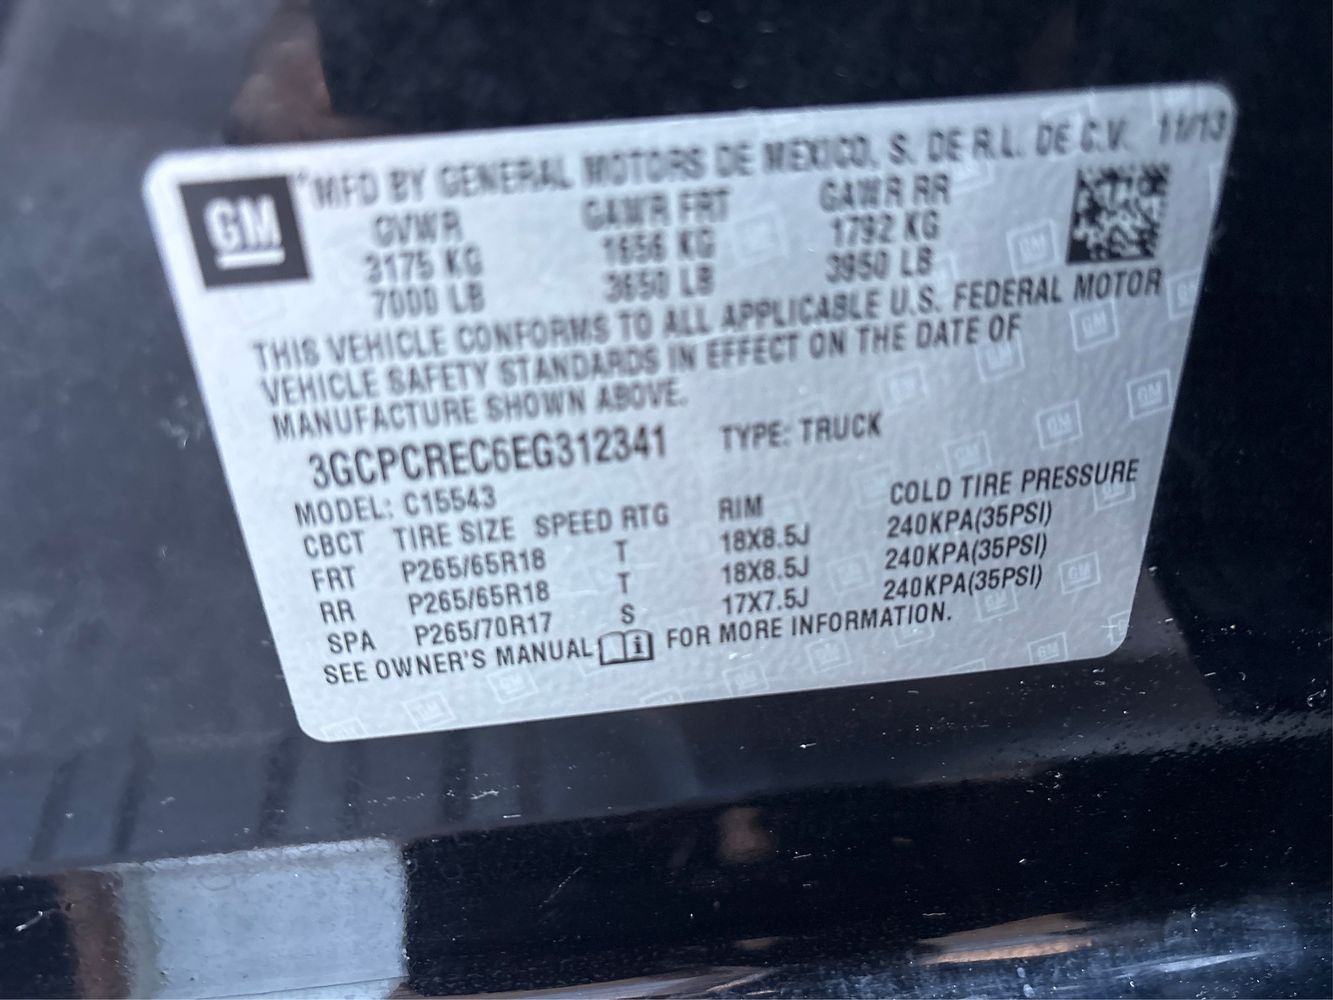 GM
MFD BY GENERAL MOTORS DE MEXICO, S. DE R.L. DE C.V. 11/13
GVWR GAWR FRT GAWR RR
3175 KG 1656 KG 1792 KG
7000 LB 3650 LB 3950 LB
THIS VEHICLE CONFORMS TO ALL APPLICABLE U.S. FEDERAL MOTOR
VEHICLE SAFETY STANDARDS IN EFFECT ON THE DATE OF
MANUFACTURE SHOWN ABOVE.
3GCPCREC6EG312341 TYPE: TRUCK
MODEL: C15543
CBCT TIRE SIZE SPEED RTG RIM COLD TIRE PRESSURE
FRT P265/65R18 T 18X8.5J 240KPA(35PSI)
RR P265/65R18 T 18X8.5J 240KPA(35PSI)
SPA P265/70R17 S 17X7.5J 240KPA(35PSI)
SEE OWNER'S MANUAL FOR MORE INFORMATION.